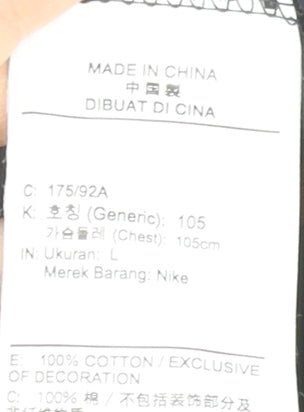 MADE IN CHINA
中國製
DIBUAT DI CINA
C: 175/92A
K: 호칭 (Generic): 105
가슴둘레 (Chest): 105cm
IN: Ukuran: L
Merek Barang: Nike
E: 100% COTTON / EXCLUSIVE
OF DECORATION
C: 100% 棉 / 不包括装饰部分及